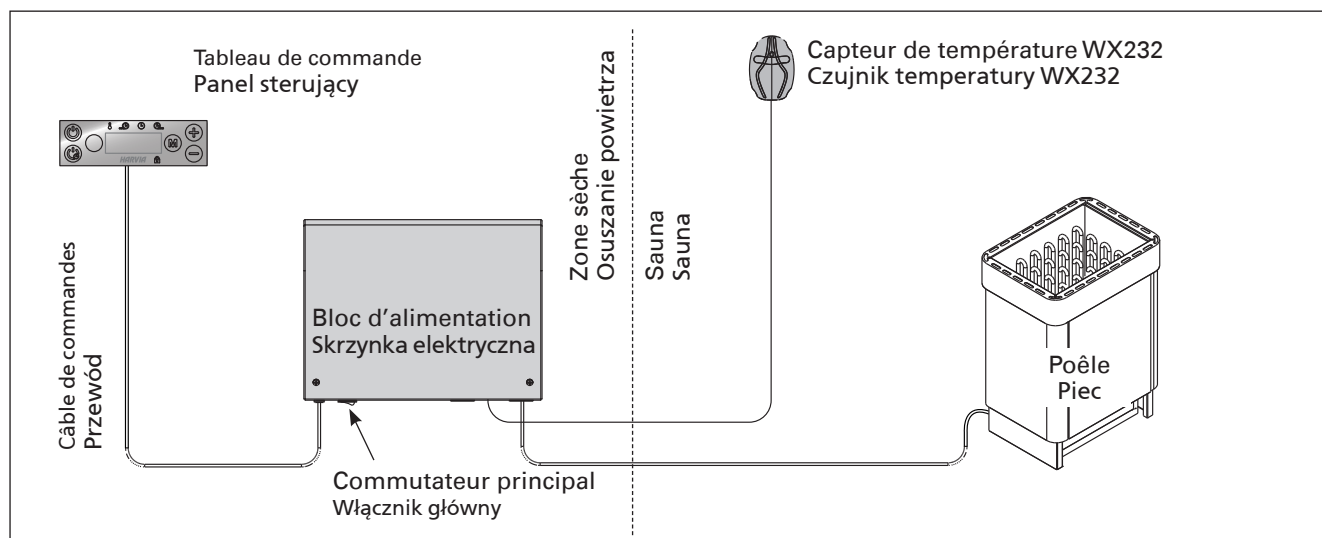 Tableau de commande
Panel sterujący
Capteur de température WX232
Czujnik temperatury WX232
HARVIA
M
Zone sèche
Osuszanie powietrza
Sauna
Sauna
Câble de commandes
Przewód
Bloc d'alimentation
Skrzynka elektryczna
Poêle
Piec
Commutateur principal
Włącznik główny